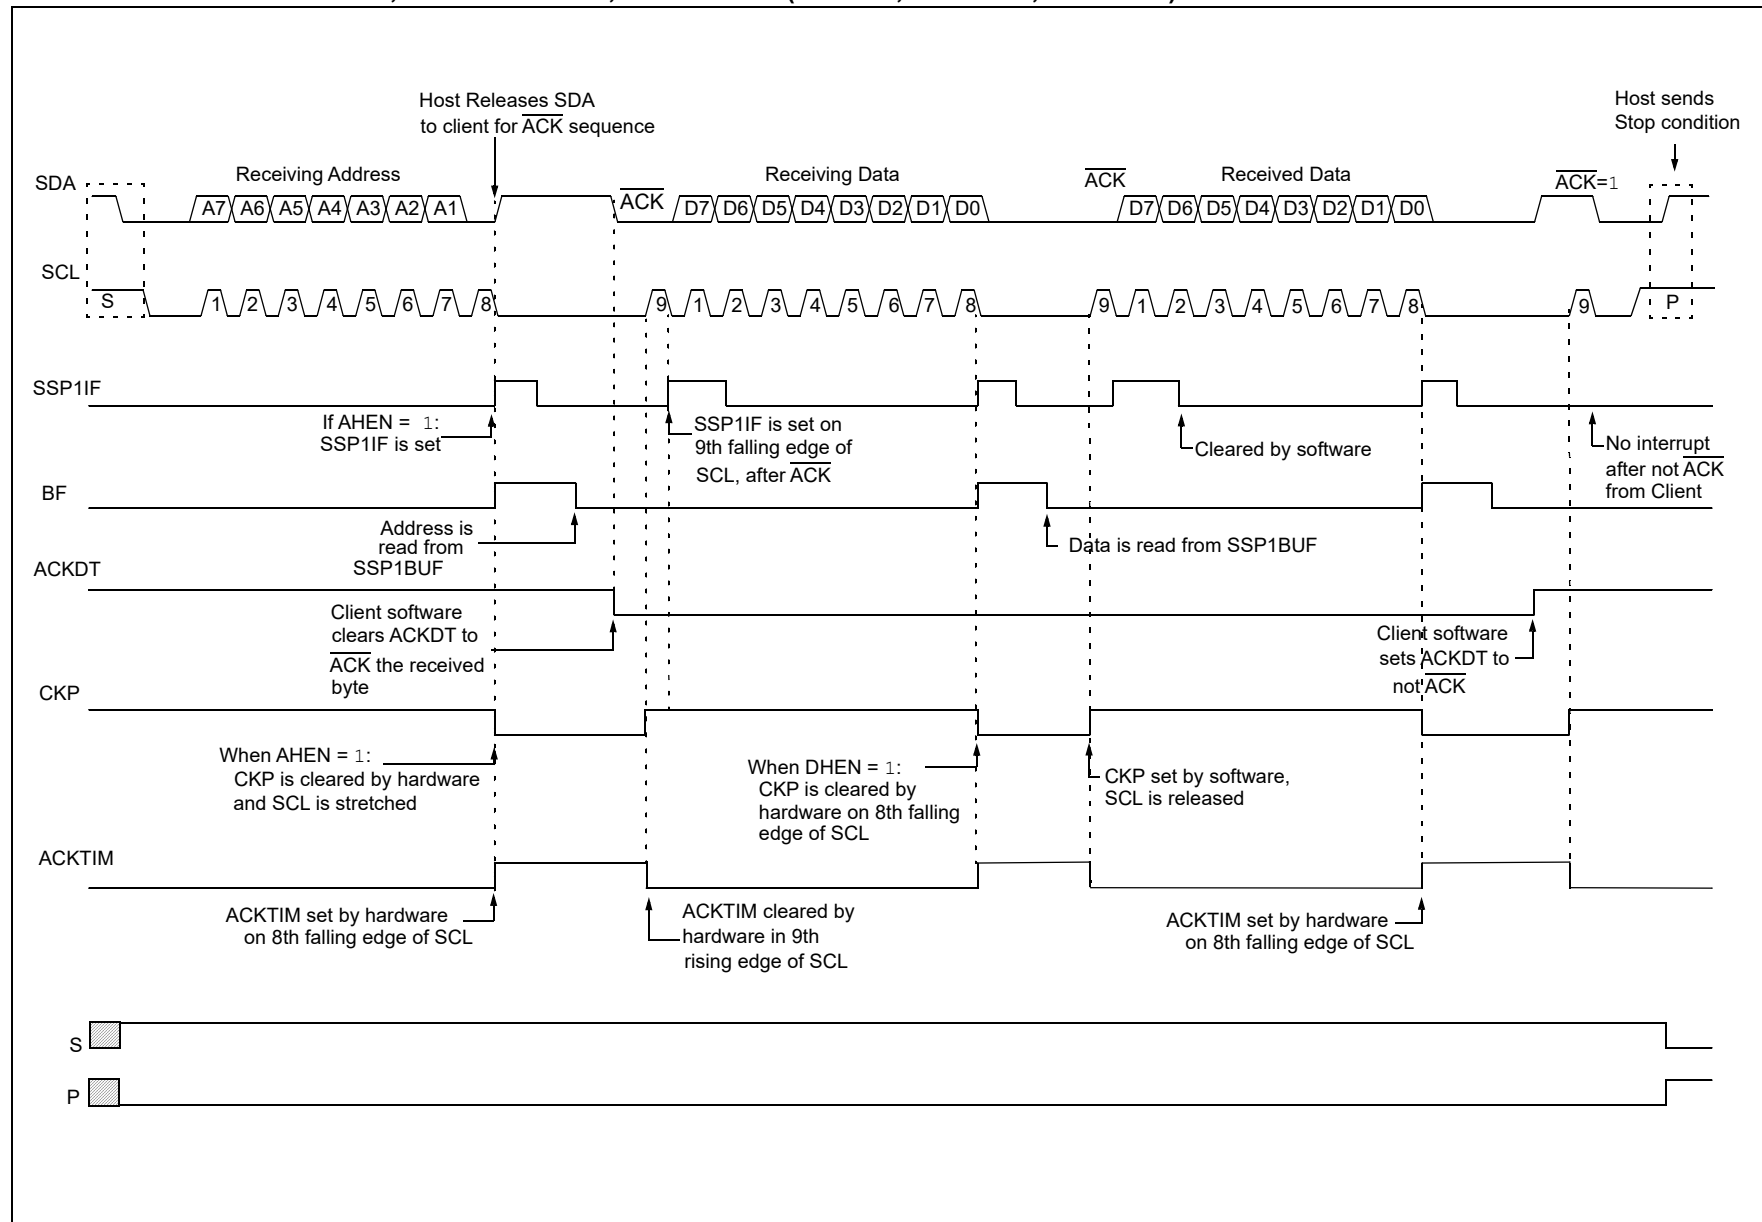 Host Releases SDA
to client for ACK sequence
Host sends
Stop condition
SDA
Receiving Address
ACK
Receiving Data
ACK
Received Data
ACK=1
A7 A6 A5 A4 A3 A2 A1
D7 D6 D5 D4 D3 D2 D1 D0
D7 D6 D5 D4 D3 D2 D1 D0
SCL
S
1 2 3 4 5 6 7 8
9 1 2 3 4 5 6 7 8
9 1 2 3 4 5 6 7 8
9
P
SSP1IF
If AHEN = 1:
SSP1IF is set
SSP1IF is set on
9th falling edge of
SCL, after ACK
Cleared by software
No interrupt
after not ACK
from Client
BF
Address is
read from
SSP1BUF
Data is read from SSP1BUF
ACKDT
Client software
clears ACKDT to
ACK the received
byte
Client software
sets ACKDT to
not ACK
CKP
When AHEN = 1:
CKP is cleared by hardware
and SCL is stretched
When DHEN = 1:
CKP is cleared by
hardware on 8th falling
edge of SCL
CKP set by software,
SCL is released
ACKTIM
ACKTIM set by hardware
on 8th falling edge of SCL
ACKTIM cleared by
hardware in 9th
rising edge of SCL
ACKTIM set by hardware
on 8th falling edge of SCL
S
P